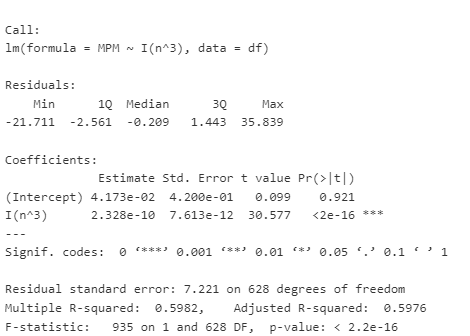 Call:
lm(formula = MPM ~ I(n^3), data = df)
Residuals:
    Min      1Q  Median      3Q     Max
-21.711  -2.561  -0.209   1.443  35.839
Coefficients:
             Estimate Std. Error t value Pr(>|t|)
(Intercept) 4.173e-02  4.200e-01   0.099    0.921
I(n^3)      2.328e-10  7.613e-12  30.577   <2e-16 ***
---
Signif. codes:  0 ‘***’ 0.001 ‘**’ 0.01 ‘*’ 0.05 ‘.’ 0.1 ‘ ’ 1
Residual standard error: 7.221 on 628 degrees of freedom
Multiple R-squared:  0.5982,    Adjusted R-squared:  0.5976
F-statistic:   935 on 1 and 628 DF,  p-value: < 2.2e-16